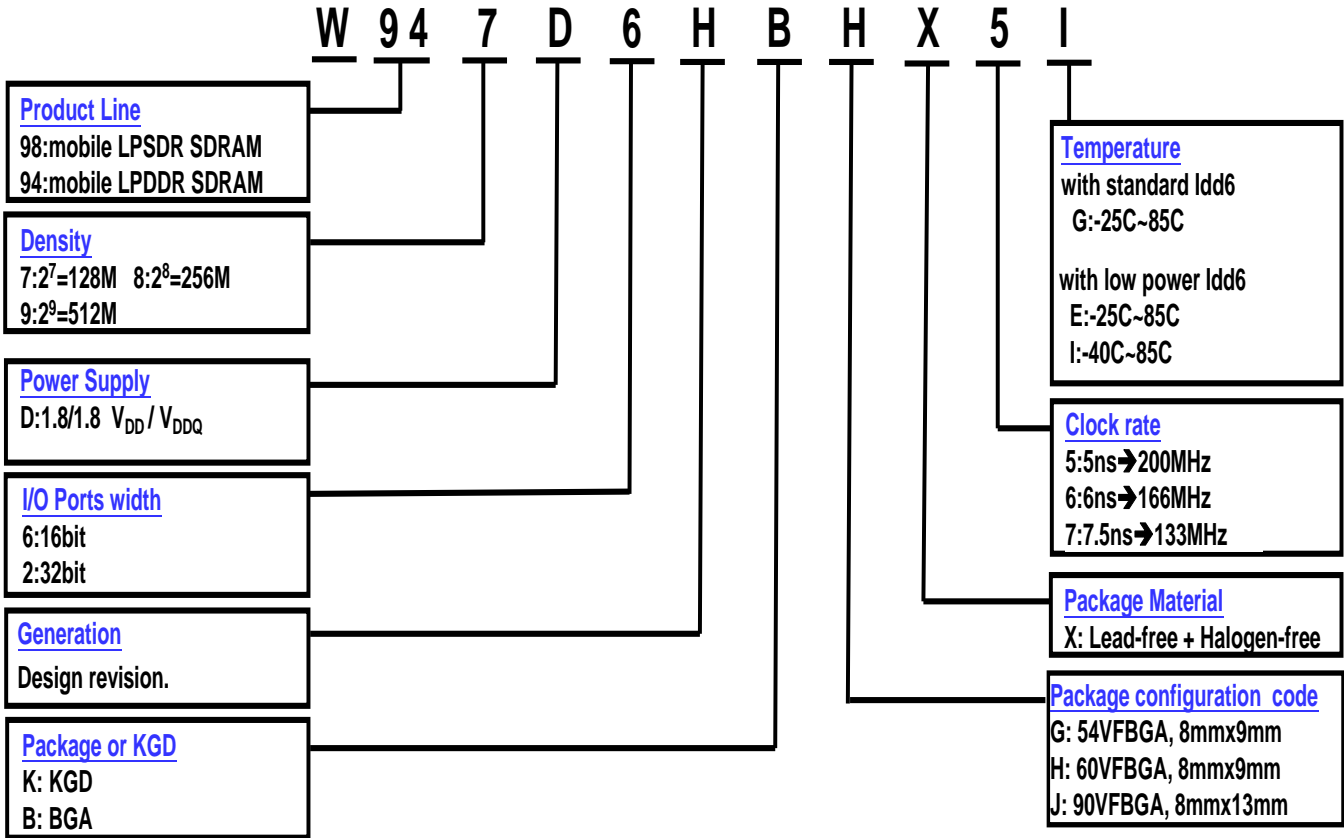 W 94 7 D 6 H B H X 5 I
Product Line
98:mobile LPSDR SDRAM
94:mobile LPDDR SDRAM
Density
7:2⁷=128M 8:2⁸=256M
9:2⁹=512M
Power Supply
D:1.8/1.8 V_DD / V_DDQ
I/O Ports width
6:16bit
2:32bit
Generation
Design revision.
Package or KGD
K: KGD
B: BGA
Temperature
with standard Idd6
G:-25C~85C
with low power Idd6
E:-25C~85C
I:-40C~85C
Clock rate
5:5ns➔200MHz
6:6ns➔166MHz
7:7.5ns➔133MHz
Package Material
X: Lead-free + Halogen-free
Package configuration code
G: 54VFBGA, 8mmx9mm
H: 60VFBGA, 8mmx9mm
J: 90VFBGA, 8mmx13mm